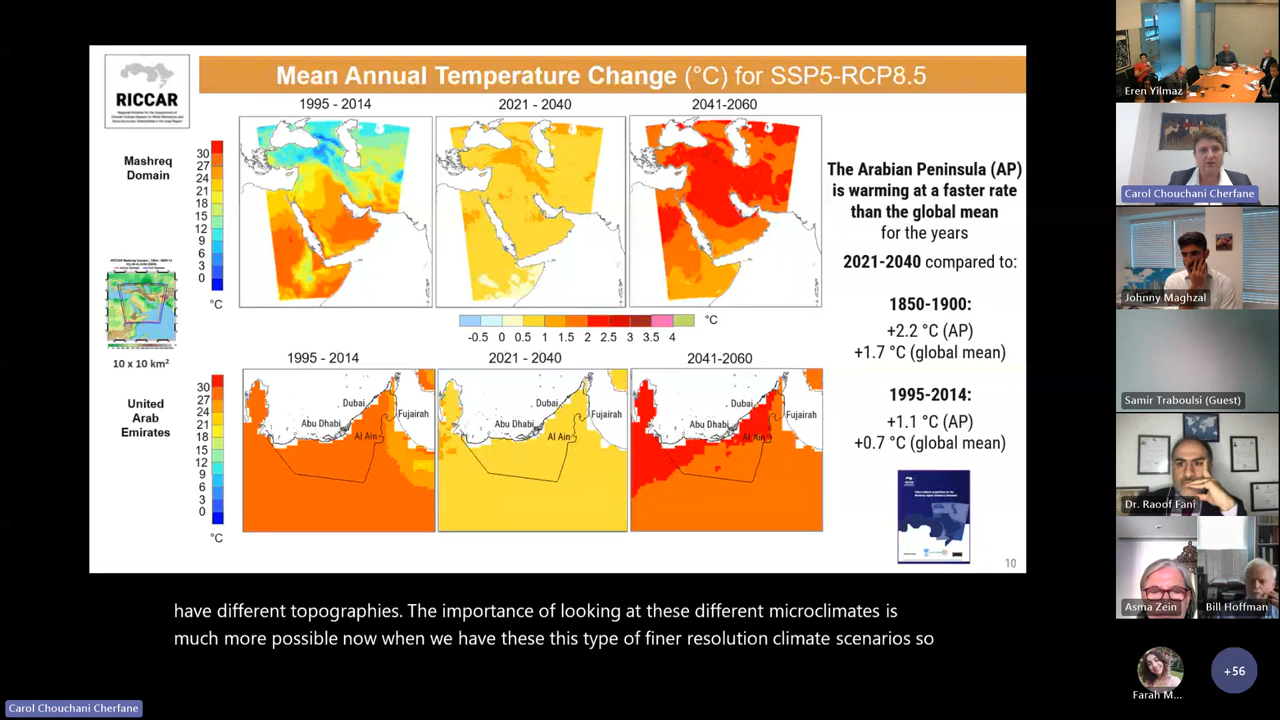 RICCAR
Mean Annual Temperature Change (°C) for SSP5-RCP8.5
1995 - 2014
2021 - 2040
2041-2060
Mashreq
Domain
30
27
24
21
18
15
12
9
6
3
0
°C
10 x 10 km²
-0.5 0 0.5 1 1.5 2 2.5 3 3.5 4
°C
The Arabian Peninsula (AP)
is warming at a faster rate
than the global mean
for the years
2021-2040 compared to:
1850-1900:
+2.2 °C (AP)
+1.7 °C (global mean)
1995-2014:
+1.1 °C (AP)
+0.7 °C (global mean)
1995 - 2014
2021 - 2040
2041-2060
United
Arab
Emirates
30
27
24
21
18
15
12
9
6
3
0
°C
Dubai
Abu Dhabi
Fujairah
Al Ain
Dubai
Abu Dhabi
Fujairah
Al Ain
Dubai
Abu Dhabi
Fujairah
Al Ain
10
have different topographies. The importance of looking at these different microclimates is
much more possible now when we have these this type of finer resolution climate scenarios so
Carol Chouchani Cherfane
Eren Yilmaz
Carol Chouchani Cherfane
Johnny Maghzal
Samir Traboulsi (Guest)
Dr. Raoof Fani
Asma Zein
Bill Hoffman
Farah M...
+56